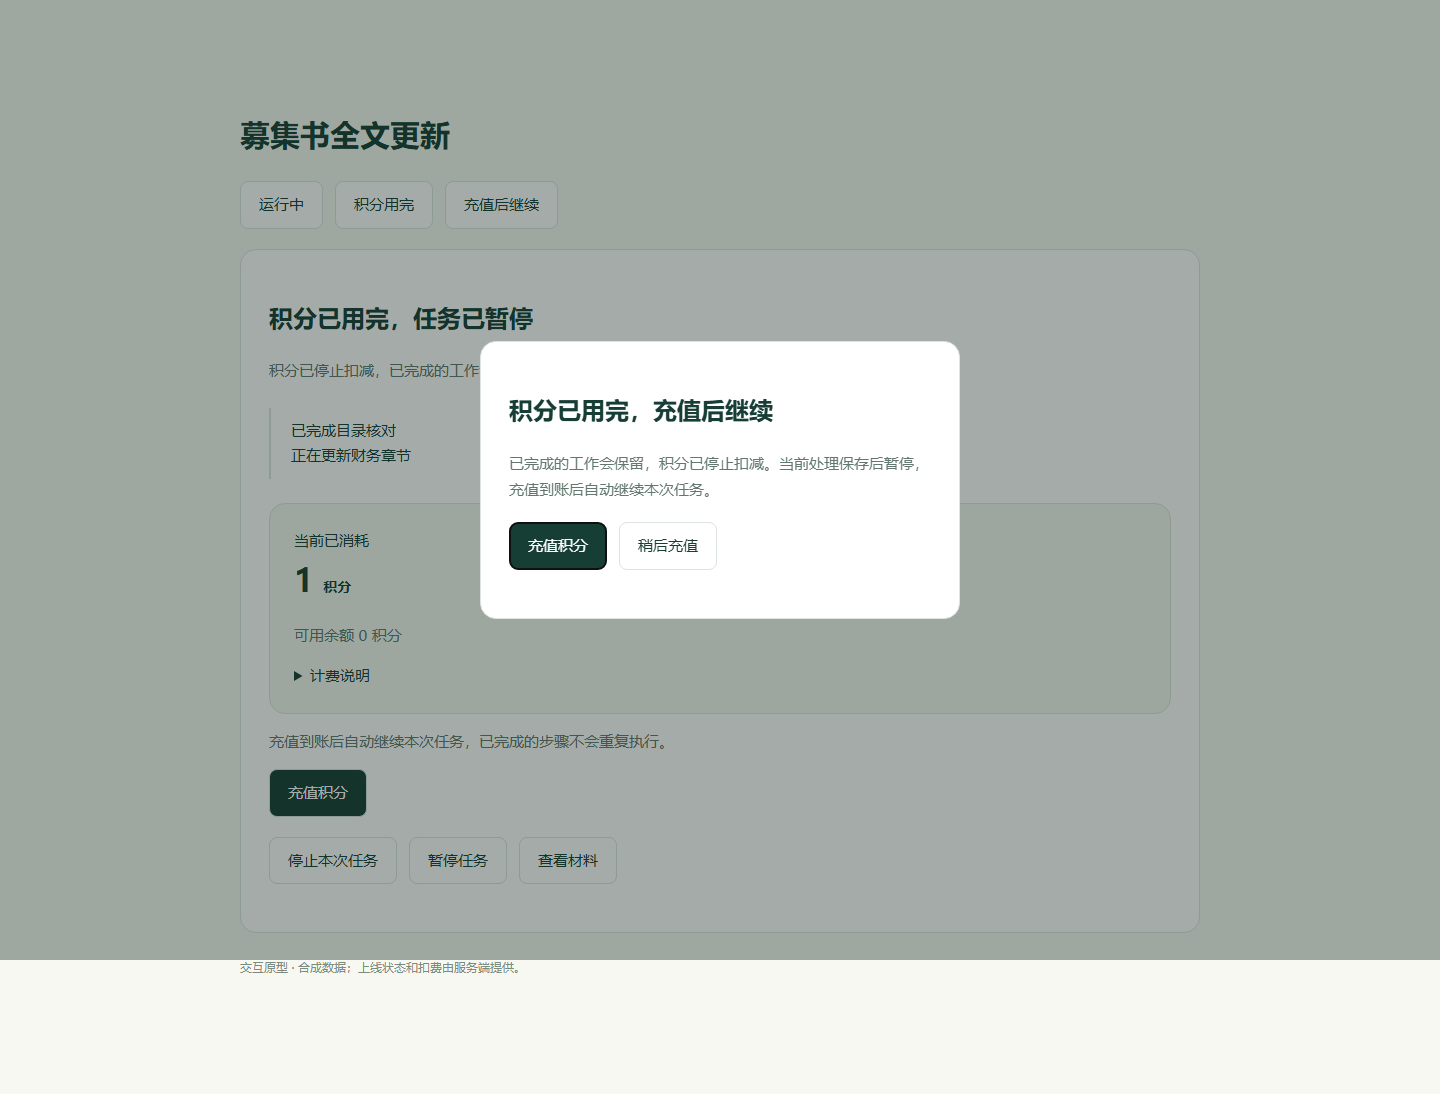 募集书全文更新
运行中
积分用完
充值后继续
积分已用完，任务已暂停
积分已停止扣减，已完成的工作
已完成目录核对
正在更新财务章节
当前已消耗
1 积分
可用余额 0 积分
计费说明
积分已用完，充值后继续
已完成的工作会保留，积分已停止扣减。当前处理保存后暂停，
充值到账后自动继续本次任务。
充值积分
稍后充值
充值到账后自动继续本次任务，已完成的步骤不会重复执行。
充值积分
停止本次任务
暂停任务
查看材料
交互原型 · 合成数据；上线状态和扣费由服务端提供。